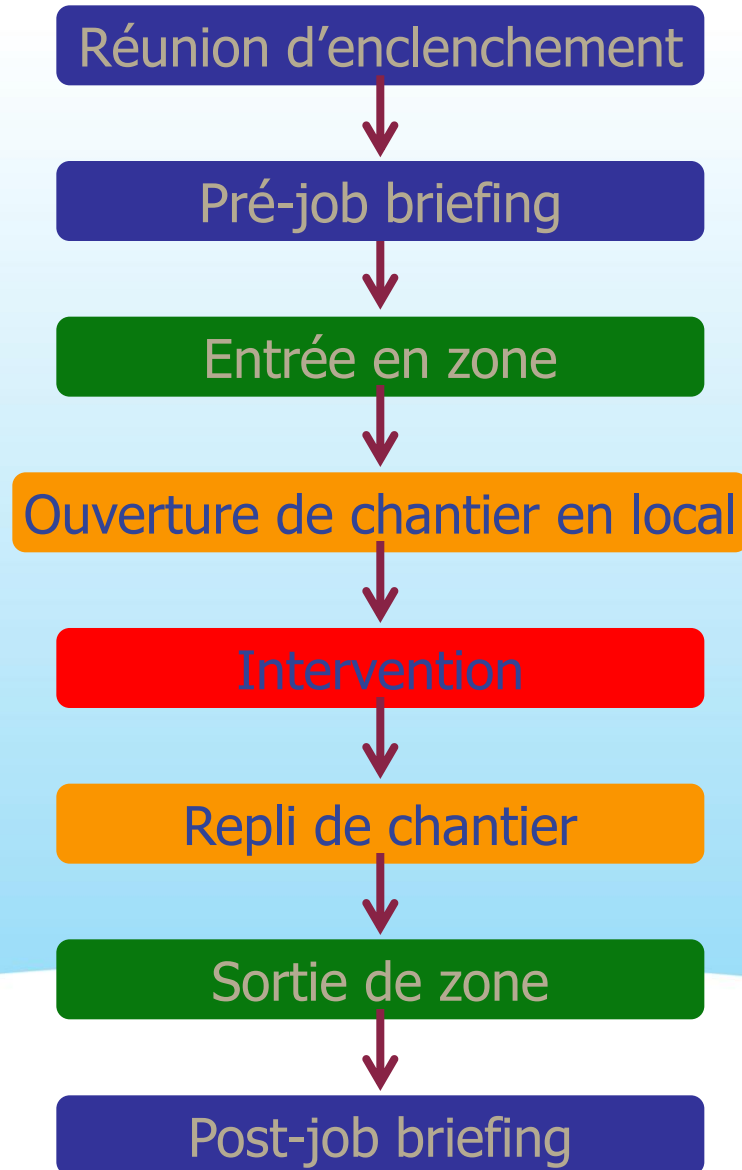 Réunion d’enclenchement
Pré-job briefing
Entrée en zone
Ouverture de chantier en local
Intervention
Repli de chantier
Sortie de zone
Post-job briefing